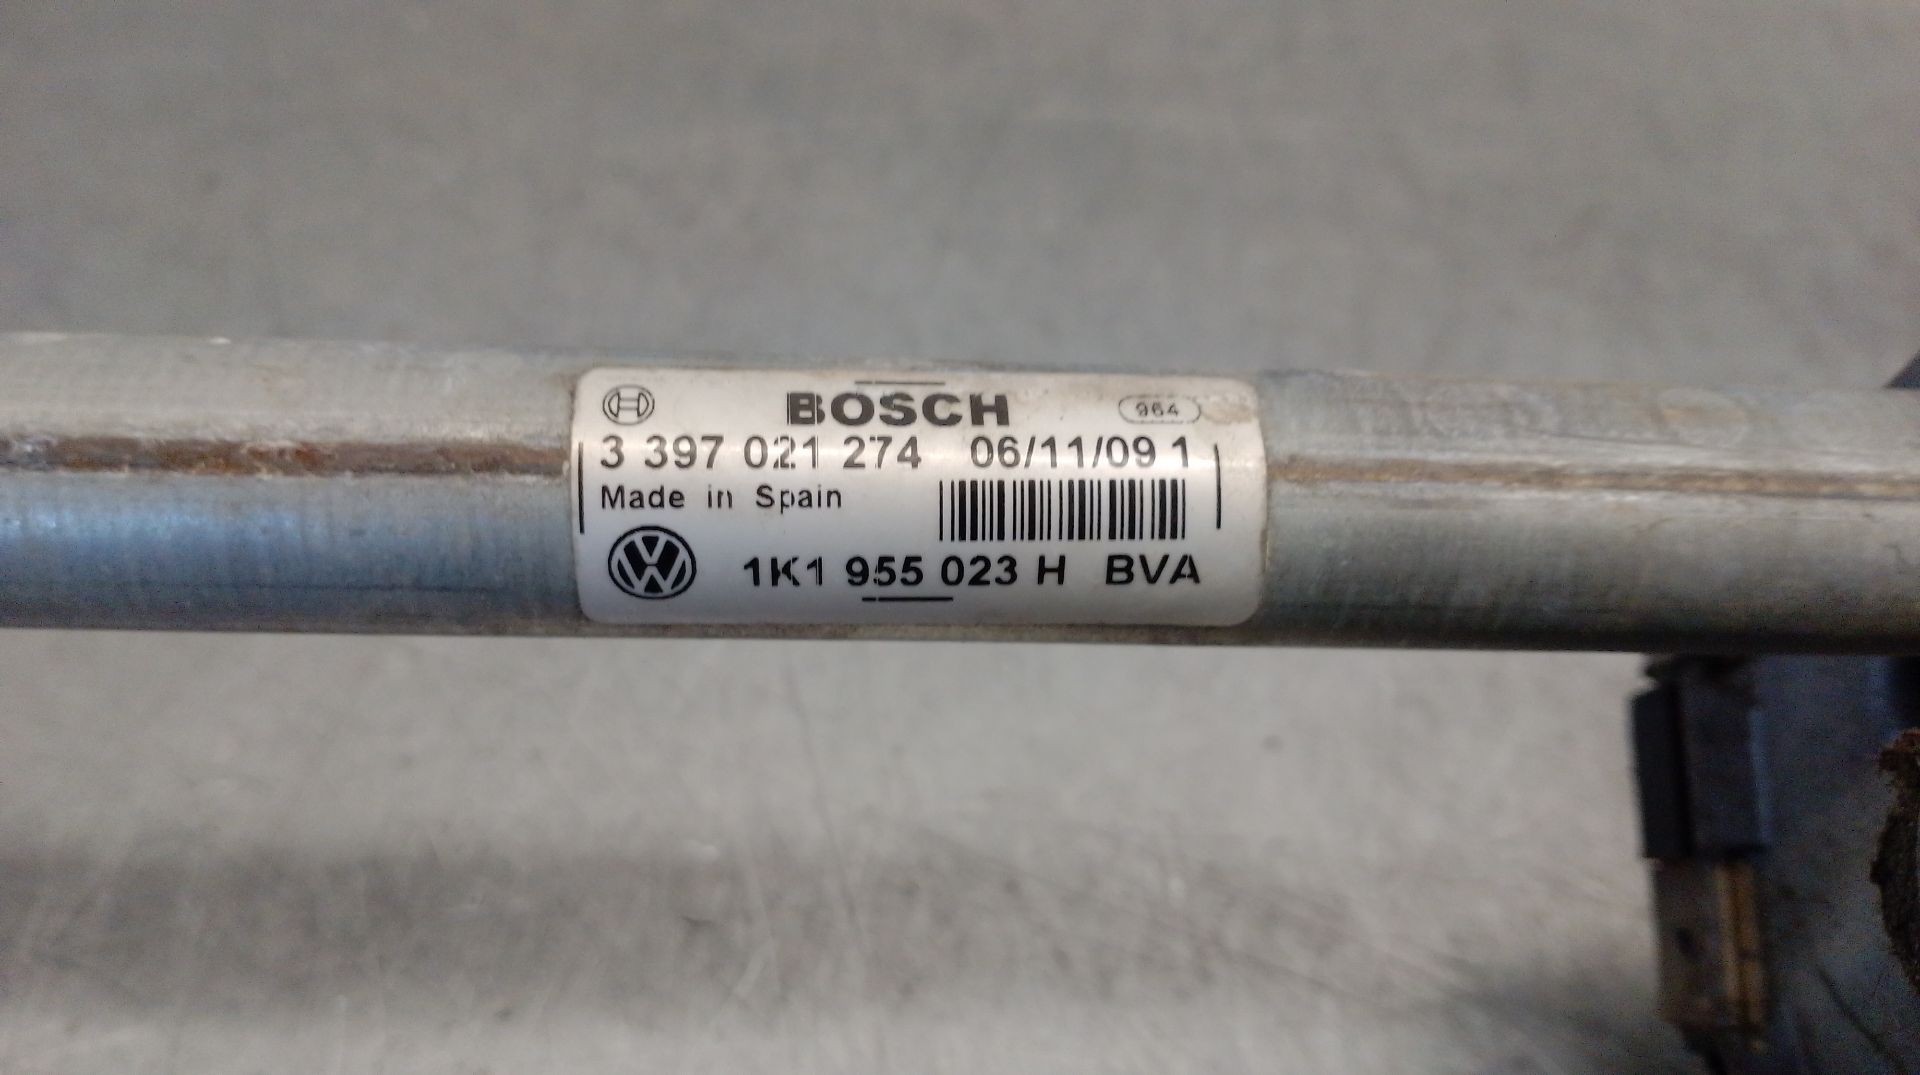 BOSCH 964
3 397 021 274 06/11/09 1
Made in Spain
1K1 955 023 H BVA